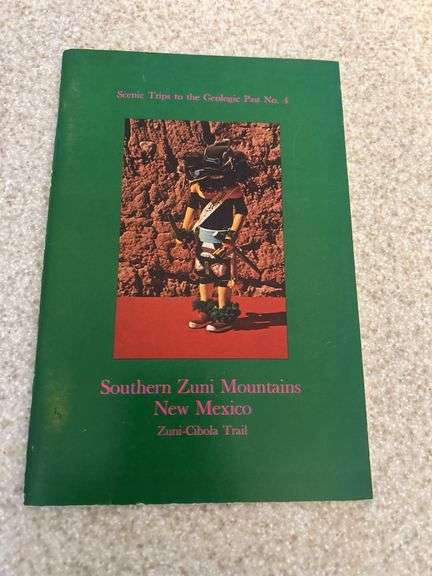 Scenic Trips to the Geologic Past No. 4
Southern Zuni Mountains
New Mexico
Zuni-Cibola Trail